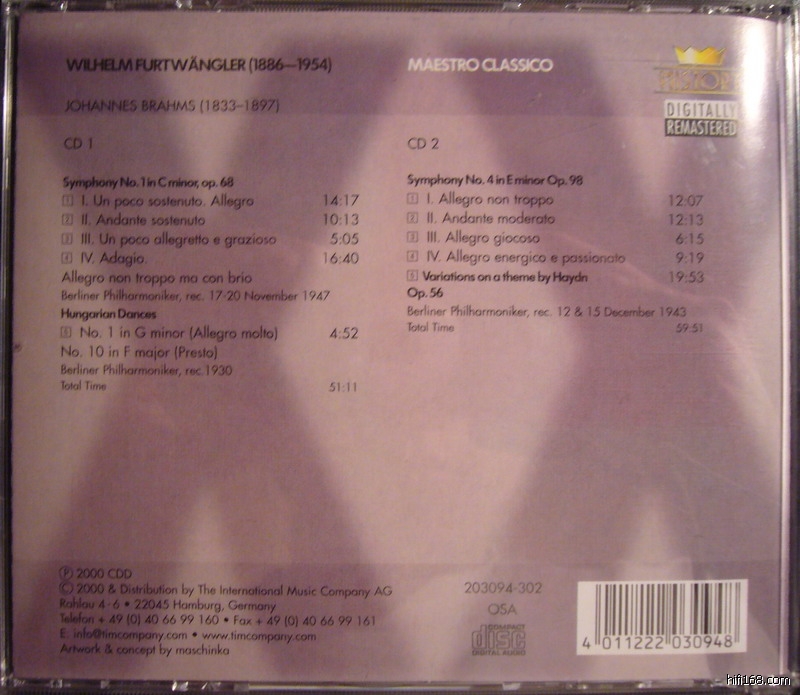 WILHELM FURTWÄNGLER (1886—1954)
JOHANNES BRAHMS (1833–1897)
CD 1
Symphony No. 1 in C minor, op. 68
1 I. Un poco sostenuto. Allegro 14:17
2 II. Andante sostenuto 10:13
3 III. Un poco allegretto e grazioso 5:05
4 IV. Adagio. 16:40
Allegro non troppo ma con brio
Berliner Philharmoniker, rec. 17-20 November 1947
Hungarian Dances
5 No. 1 in G minor (Allegro molto) 4:52
No. 10 in F major (Presto)
Berliner Philharmoniker, rec.1930
Total Time 51:11
MAESTRO CLASSICO
HISTORY
DIGITALLY
REMASTERED
CD 2
Symphony No. 4 in E minor Op. 98
1 I. Allegro non troppo 12:07
2 II. Andante moderato 12:13
3 III. Allegro giocoso 6:15
4 IV. Allegro energico e passionato 9:19
5 Variations on a theme by Haydn 19:53
Op. 56
Berliner Philharmoniker, rec. 12 & 15 December 1943
Total Time 59:51
Ⓟ 2000 CDD
© 2000 & Distribution by The International Music Company AG
Rahlau 4-6 • 22045 Hamburg, Germany
Telefon + 49 (0) 40 66 99 160 • Fax + 49 (0) 40 66 99 161
E: info@timcompany.com • www.timcompany.com
Artwork & concept by maschinka
203094-302
QSA
COMPACT
disc
DIGITAL AUDIO
4 011222 030948
hifi168.com